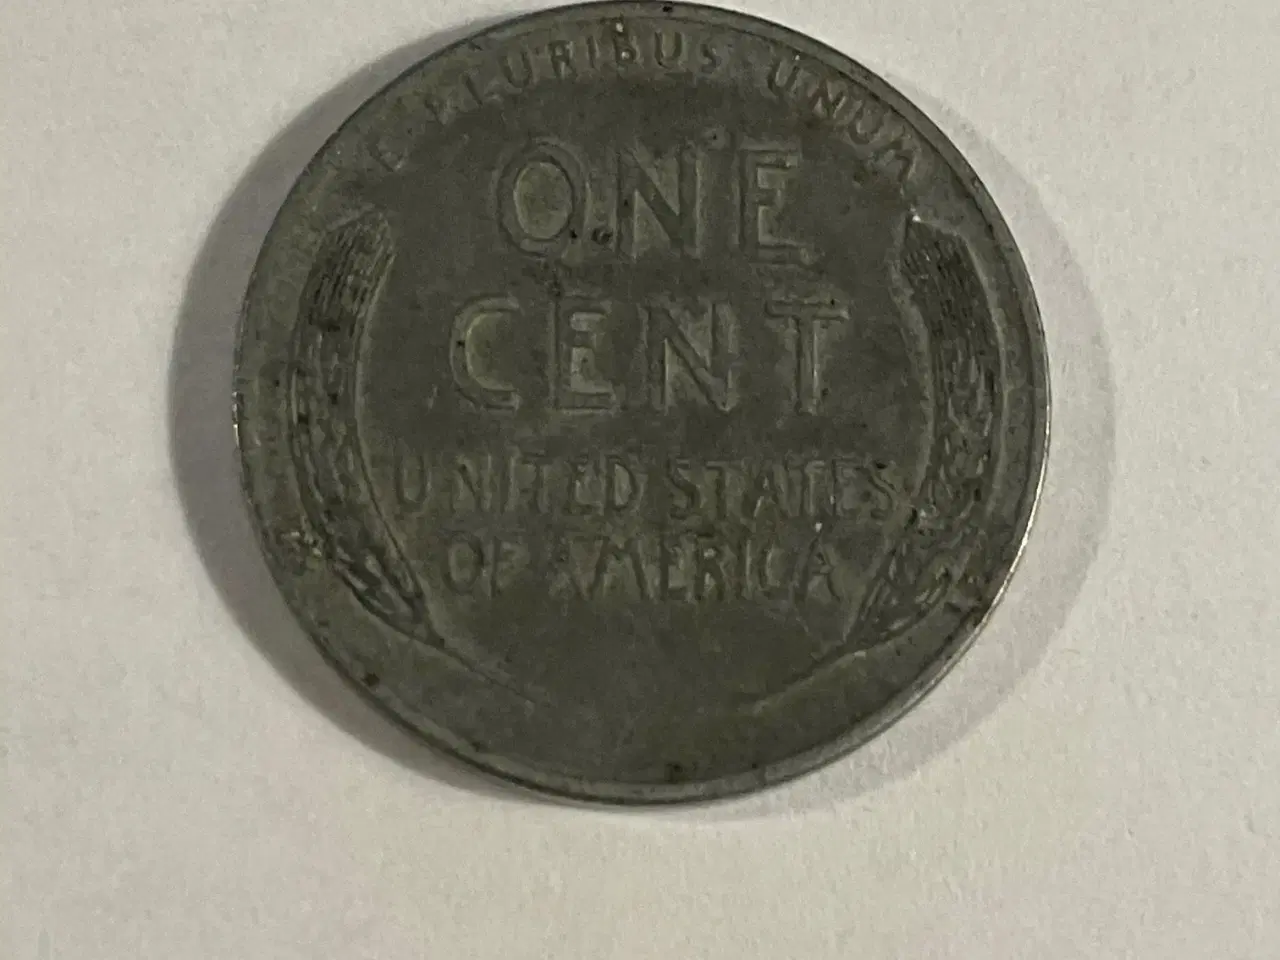 E PLURIBUS UNUM
ONE
CENT
UNITED STATES
OF AMERICA